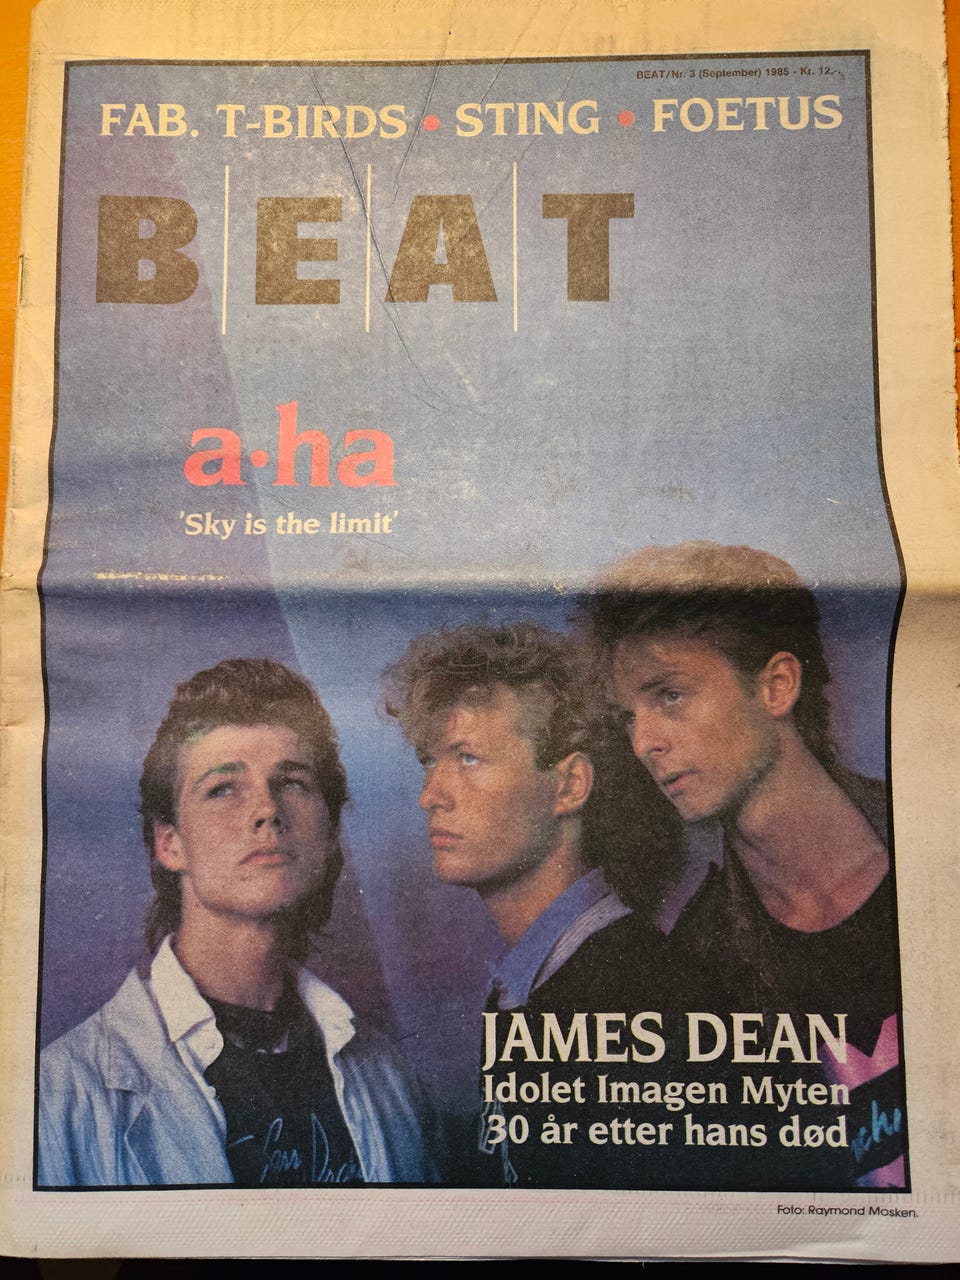 BEAT/Nr. 3 (September) 1985 - Kr. 12.-.
FAB. T-BIRDS • STING • FOETUS
BEAT
a·ha
'Sky is the limit'
JAMES DEAN
Idolet Imagen Myten
30 år etter hans død
Foto: Raymond Mosken.